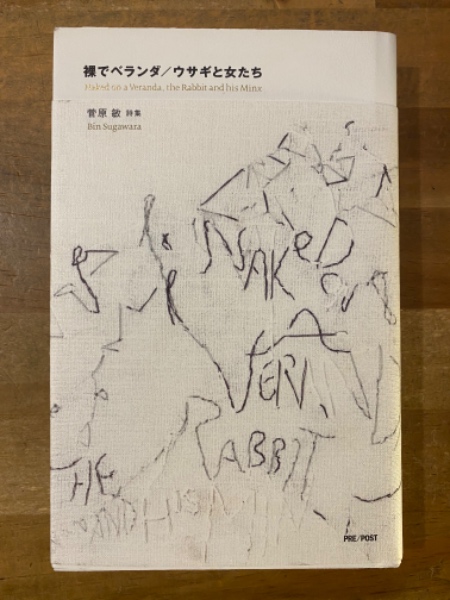 裸でベランダ/ウサギと女たち
Naked on a Veranda, the Rabbit and his Minx
菅原 敏 詩集
Bin Sugawara
NAKeD
on
A
VERA
RABBIT
THE
PRE/POST